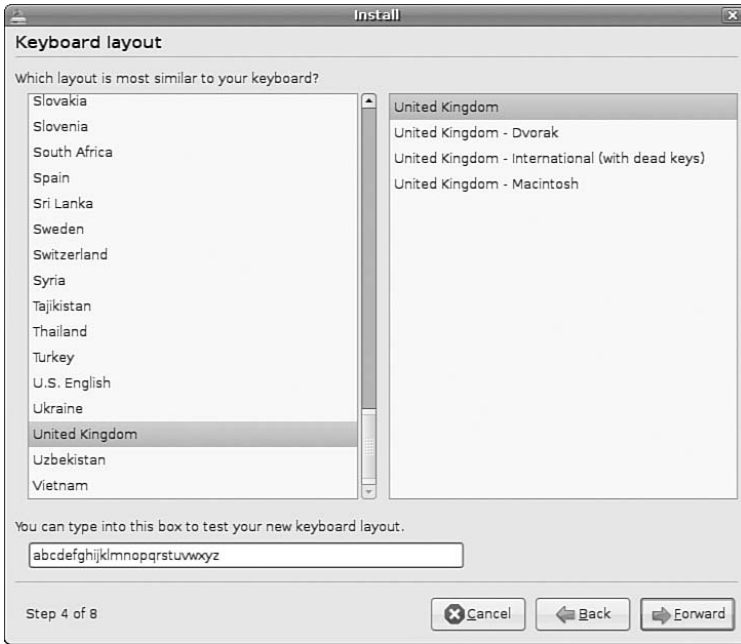 Install
Keyboard layout
Which layout is most similar to your keyboard?
Slovakia
Slovenia
South Africa
Spain
Sri Lanka
Sweden
Switzerland
Syria
Tajikistan
Thailand
Turkey
U.S. English
Ukraine
United Kingdom
Uzbekistan
Vietnam
United Kingdom
United Kingdom - Dvorak
United Kingdom - International (with dead keys)
United Kingdom - Macintosh
You can type into this box to test your new keyboard layout.
abcdefghijklmnopqrstuvwxyz
Step 4 of 8
Cancel
Back
Forward